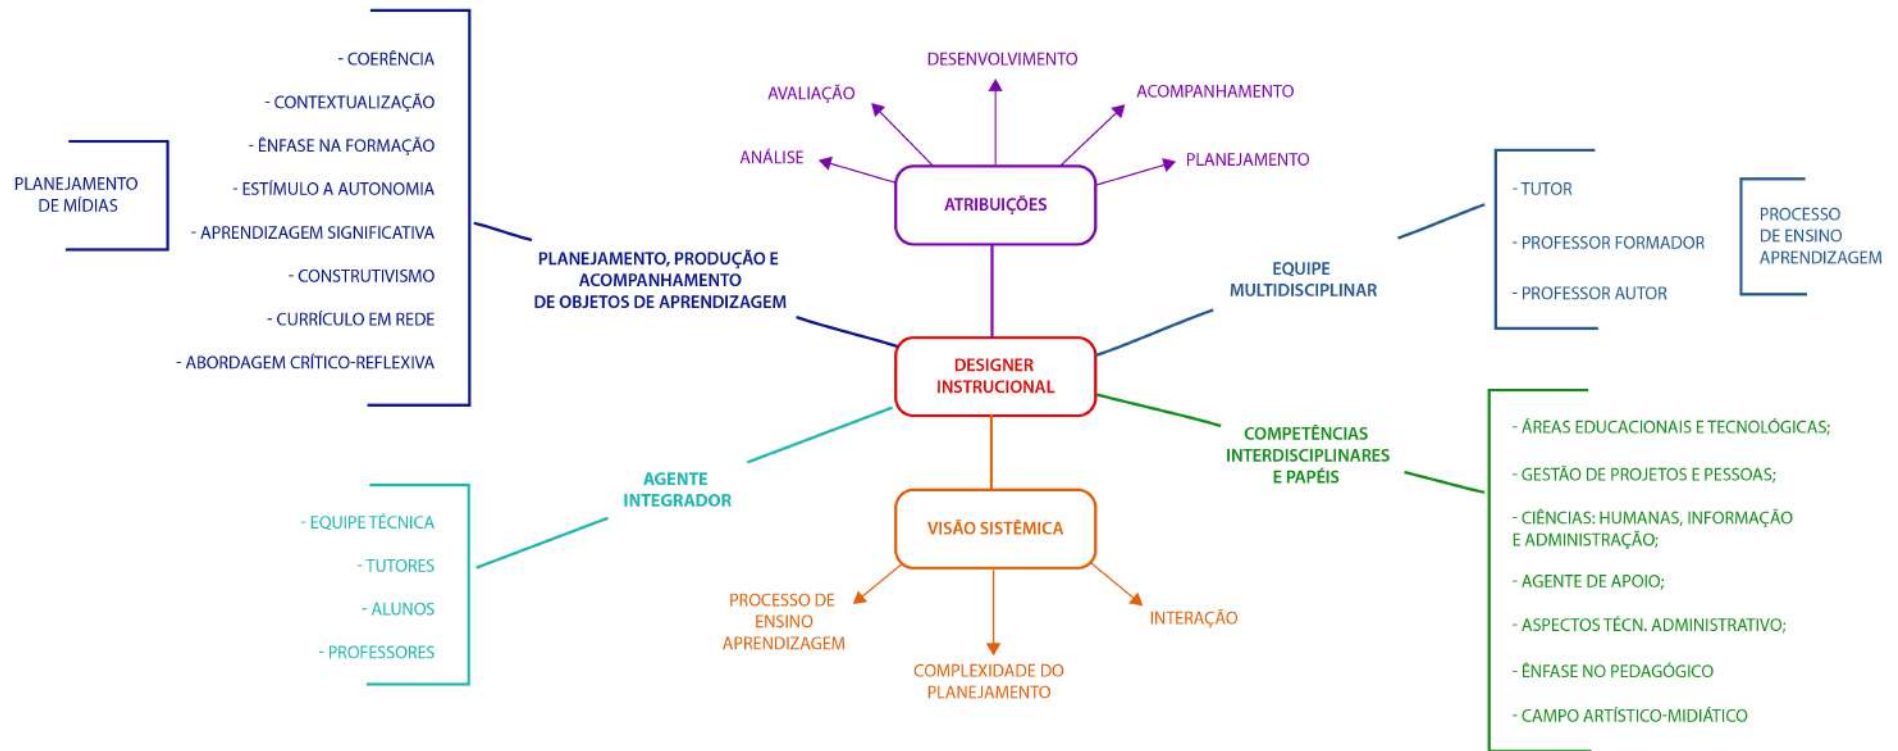 PLANEJAMENTO
DE MÍDIAS
- COERÊNCIA
- CONTEXTUALIZAÇÃO
- ÊNFASE NA FORMAÇÃO
- ESTÍMULO A AUTONOMIA
- APRENDIZAGEM SIGNIFICATIVA
- CONSTRUTIVISMO
- CURRÍCULO EM REDE
- ABORDAGEM CRÍTICO-REFLEXIVA
PLANEJAMENTO, PRODUÇÃO E
ACOMPANHAMENTO
DE OBJETOS DE APRENDIZAGEM
ANÁLISE
AVALIAÇÃO
DESENVOLVIMENTO
ACOMPANHAMENTO
PLANEJAMENTO
ATRIBUIÇÕES
EQUIPE
MULTIDISCIPLINAR
- TUTOR
- PROFESSOR FORMADOR
- PROFESSOR AUTOR
PROCESSO
DE ENSINO
APRENDIZAGEM
DESIGNER
INSTRUCIONAL
AGENTE
INTEGRADOR
- EQUIPE TÉCNICA
- TUTORES
- ALUNOS
- PROFESSORES
VISÃO SISTÊMICA
PROCESSO DE
ENSINO
APRENDIZAGEM
COMPLEXIDADE DO
PLANEJAMENTO
INTERAÇÃO
COMPETÊNCIAS
INTERDISCIPLINARES
E PAPÉIS
- ÁREAS EDUCACIONAIS E TECNOLÓGICAS;
- GESTÃO DE PROJETOS E PESSOAS;
- CIÊNCIAS: HUMANAS, INFORMAÇÃO
E ADMINISTRAÇÃO;
- AGENTE DE APOIO;
- ASPECTOS TÉCN. ADMINISTRATIVO;
- ÊNFASE NO PEDAGÓGICO
- CAMPO ARTÍSTICO-MIDIÁTICO